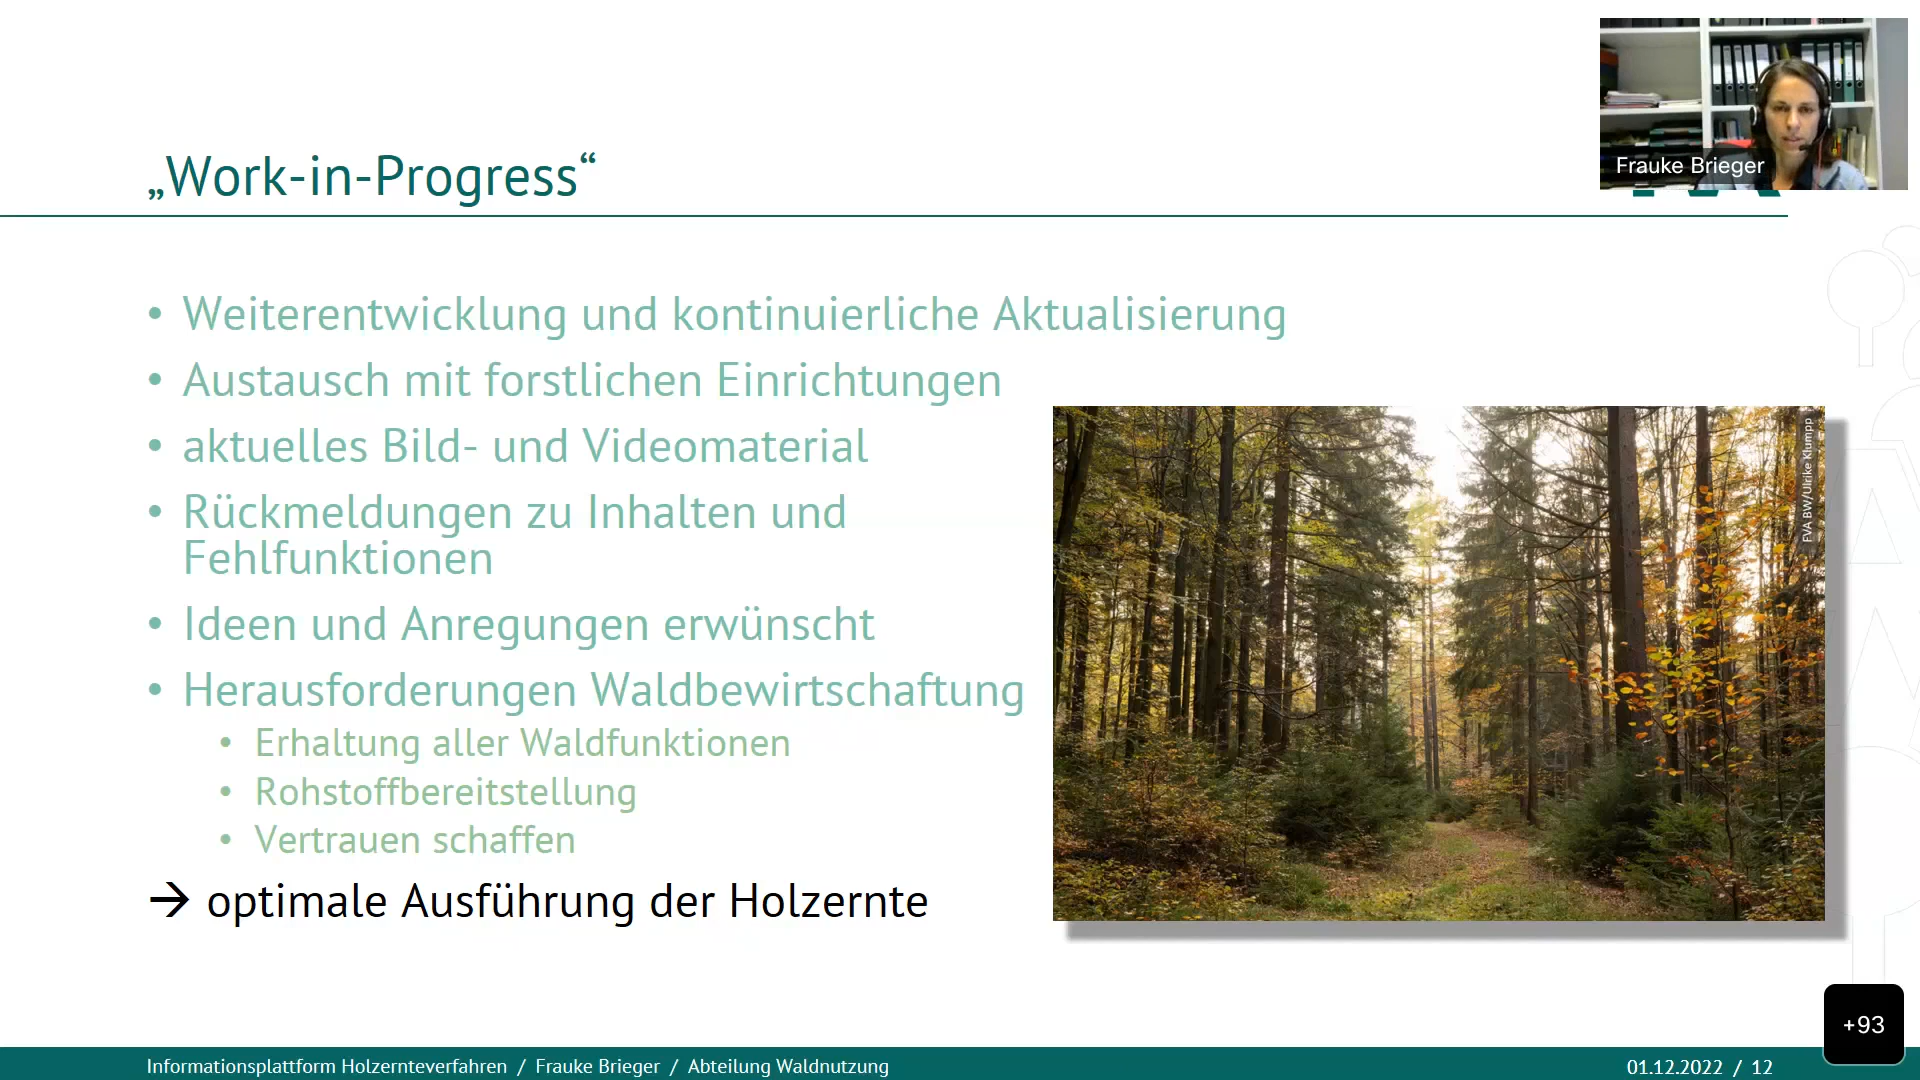 Frauke Brieger
„Work-in-Progress“
• Weiterentwicklung und kontinuierliche Aktualisierung
• Austausch mit forstlichen Einrichtungen
• aktuelles Bild- und Videomaterial
• Rückmeldungen zu Inhalten und
Fehlfunktionen
• Ideen und Anregungen erwünscht
• Herausforderungen Waldbewirtschaftung
• Erhaltung aller Waldfunktionen
• Rohstoffbereitstellung
• Vertrauen schaffen
→ optimale Ausführung der Holzernte
FVA BW/Ulrike Klumpp
+93
Informationsplattform Holzernteverfahren / Frauke Brieger / Abteilung Waldnutzung
01.12.2022 / 12